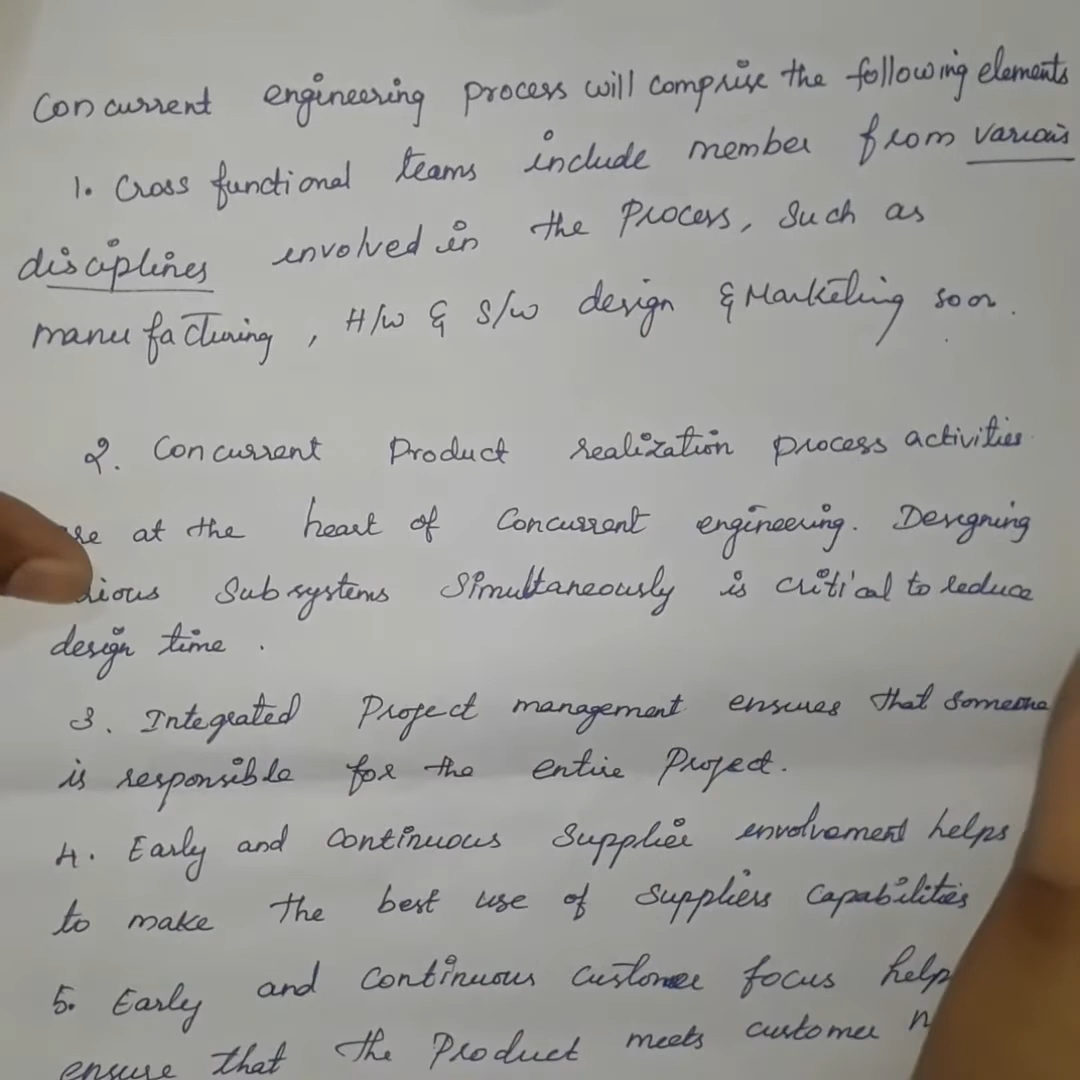 Concurrent engineering process will comprise the following elements
1. Cross functional teams include member from various
disciplines involved in the process, such as
manufacturing, H/w & S/w design & Marketing soon.
2. Concurrent Product realization process activities
at the heart of Concurrent engineering. Designing
Subsystems Simultaneously is critical to reduce
design time.
3. Integrated Project management ensures that someone
is responsible for the entire Project.
4. Early and continuous supplier involvement helps
to make the best use of suppliers capabilities
5. Early and continuous customer focus help
ensure that the Product meets customer